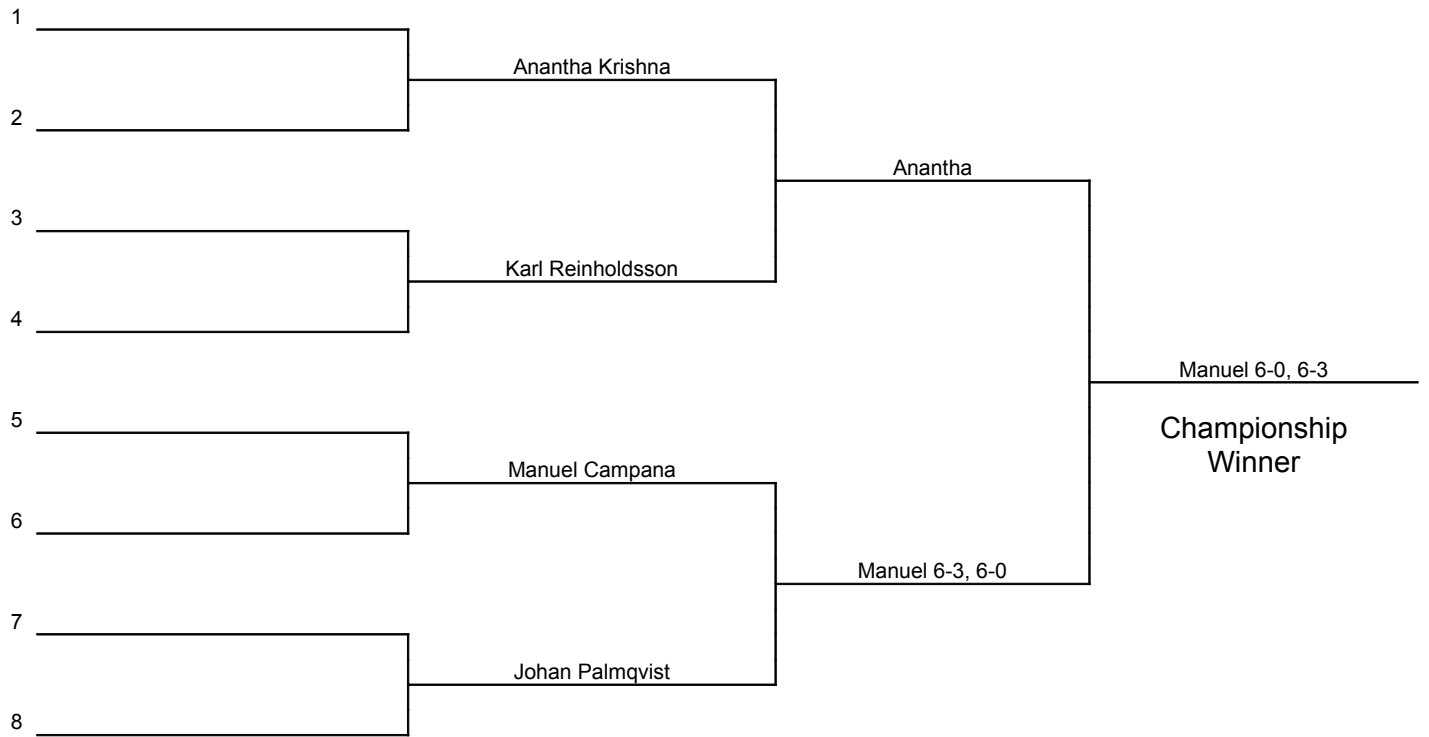 1
Anantha Krishna
2
Anantha
3
Karl Reinholdsson
4
Manuel 6-0, 6-3
Championship
Winner
5
Manuel Campana
6
Manuel 6-3, 6-0
7
Johan Palmqvist
8